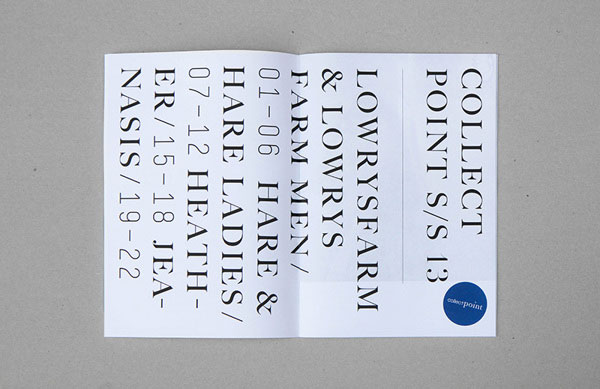 COLLECT
POINT S/S 13
LOWRYSFARM
& LOWRYS
FARM MEN /
01-06 HARE &
HARE LADIES/
07-12 HEATH-
ER/15-18 JEA-
NASIS/19-22
collectpoint